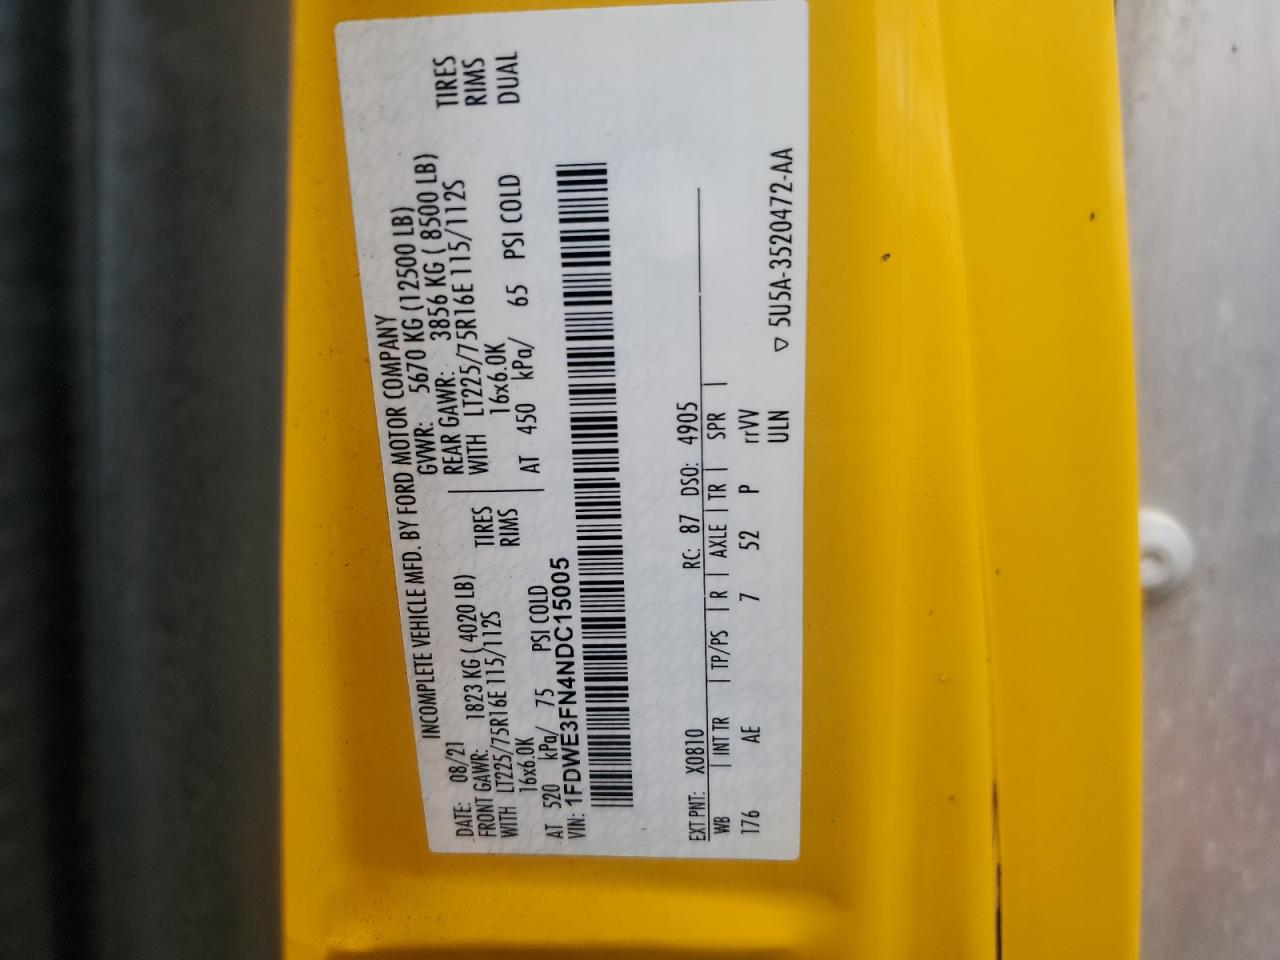 INCOMPLETE VEHICLE MFD. BY FORD MOTOR COMPANY
DATE: 08/21 GVWR: 5670 KG (12500 LB)
FRONT GAWR: 1823 KG ( 4020 LB) REAR GAWR: 3856 KG ( 8500 LB)
WITH LT225/75R16E 115/112S TIRES WITH LT225/75R16E 115/112S TIRES
16x6.0K RIMS 16x6.0K RIMS
AT 520 kPa/ 75 PSI COLD AT 450 kPa/ 65 PSI COLD DUAL
VIN: 1FDWE3FN4NDC15005
EXT PNT: X0810 RC: 87 DSO: 4905
WB | INT TR | TP/PS | R | AXLE | TR | SPR |
176 AE 7 52 P rrVV
ULN ▽ 5U5A-3520472-AA